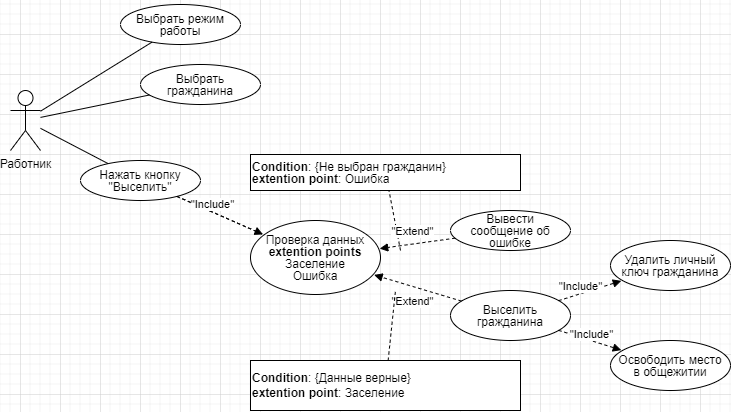 Выбрать режим
работы
Выбрать
гражданина
Работник
Нажать кнопку
"Выселить"
"Include"
Condition: {Не выбран гражданин}
extention point: Ошибка
Проверка данных
extention points
Заселение
Ошибка
"Extend"
Вывести
сообщение об
ошибке
"Extend"
Выселить
гражданина
"Include"
Удалить личный
ключ гражданина
"Include"
Освободить место
в общежитии
Condition: {Данные верные}
extention point: Заселение